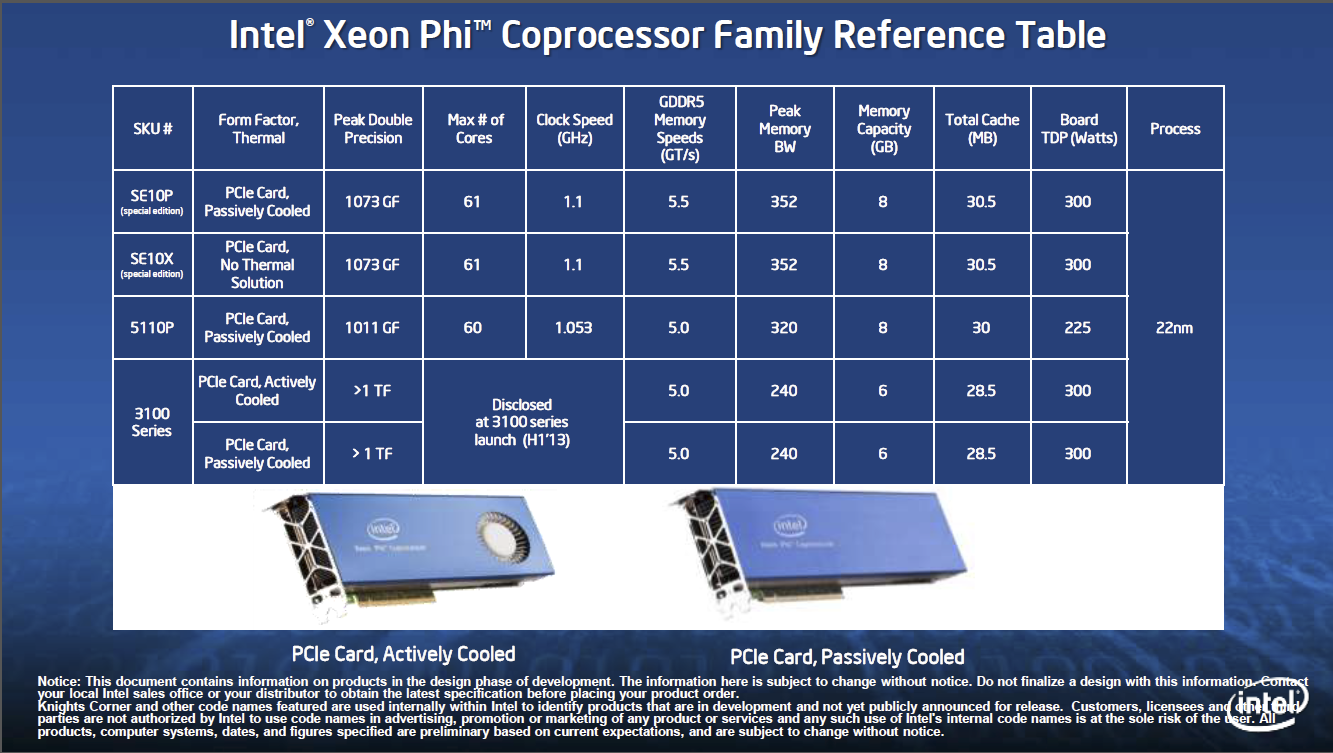 Intel® Xeon Phi™ Coprocessor Family Reference Table
SKU #
Form Factor,
Thermal
Peak Double
Precision
Max # of
Cores
Clock Speed
(GHz)
GDDR5
Memory
Speeds
(GT/s)
Peak
Memory
BW
Memory
Capacity
(GB)
Total Cache
(MB)
Board
TDP (Watts)
Process
SE10P
(special edition)
PCIe Card,
Passively Cooled
1073 GF
61
1.1
5.5
352
8
30.5
300
SE10X
(special edition)
PCIe Card,
No Thermal
Solution
1073 GF
61
1.1
5.5
352
8
30.5
300
5110P
PCIe Card,
Passively Cooled
1011 GF
60
1.053
5.0
320
8
30
225
22nm
3100
Series
PCIe Card, Actively
Cooled
>1 TF
Disclosed
at 3100 series
launch (H1'13)
5.0
240
6
28.5
300
PCIe Card,
Passively Cooled
> 1 TF
5.0
240
6
28.5
300
intel
Xeon Phi™ Coprocessor
intel
Xeon Phi™ Coprocessor
PCIe Card, Actively Cooled
PCIe Card, Passively Cooled
Notice: This document contains information on products in the design phase of development. The information here is subject to change without notice. Do not finalize a design with this information. Contact
your local Intel sales office or your distributor to obtain the latest specification before placing your product order.
Knights Corner and other code names featured are used internally within Intel to identify products that are in development and not yet publicly announced for release. Customers, licensees and other third
parties are not authorized by Intel to use code names in advertising, promotion or marketing of any product or services and any such use of Intel's internal code names is at the sole risk of the user. All
products, computer systems, dates, and figures specified are preliminary based on current expectations, and are subject to change without notice.
intel